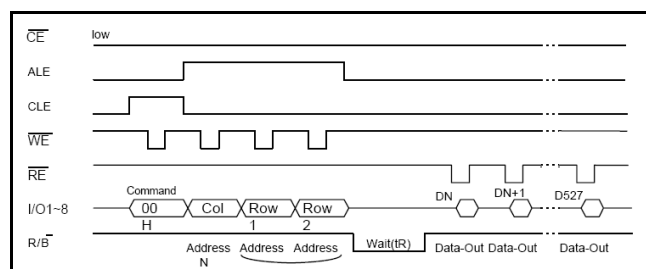 CE low
ALE
CLE
WE
RE
Command DN DN+1 D527
I/O1~8 00 Col Row Row
H 1 2
R/B Address Address Address Wait(tR) Data-Out Data-Out Data-Out
N